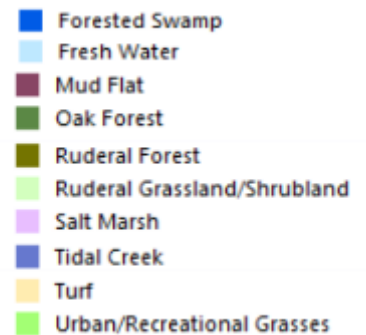 Forested Swamp
Fresh Water
Mud Flat
Oak Forest
Ruderal Forest
Ruderal Grassland/Shrubland
Salt Marsh
Tidal Creek
Turf
Urban/Recreational Grasses